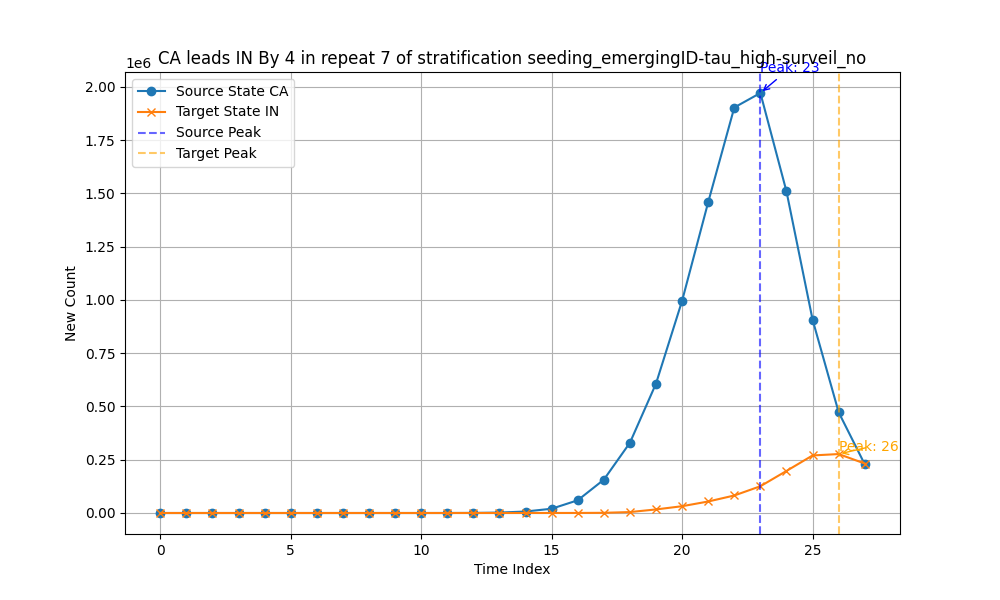 CA leads IN By 4 in repeat 7 of stratification seeding_emergingID-tau_high-surveil_no
1e6
Peak: 23
Source State CA
Target State IN
Source Peak
Target Peak
2.00
1.75
1.50
1.25
1.00
0.75
0.50
0.25
0.00
New Count
Peak: 26
0 5 10 15 20 25
Time Index